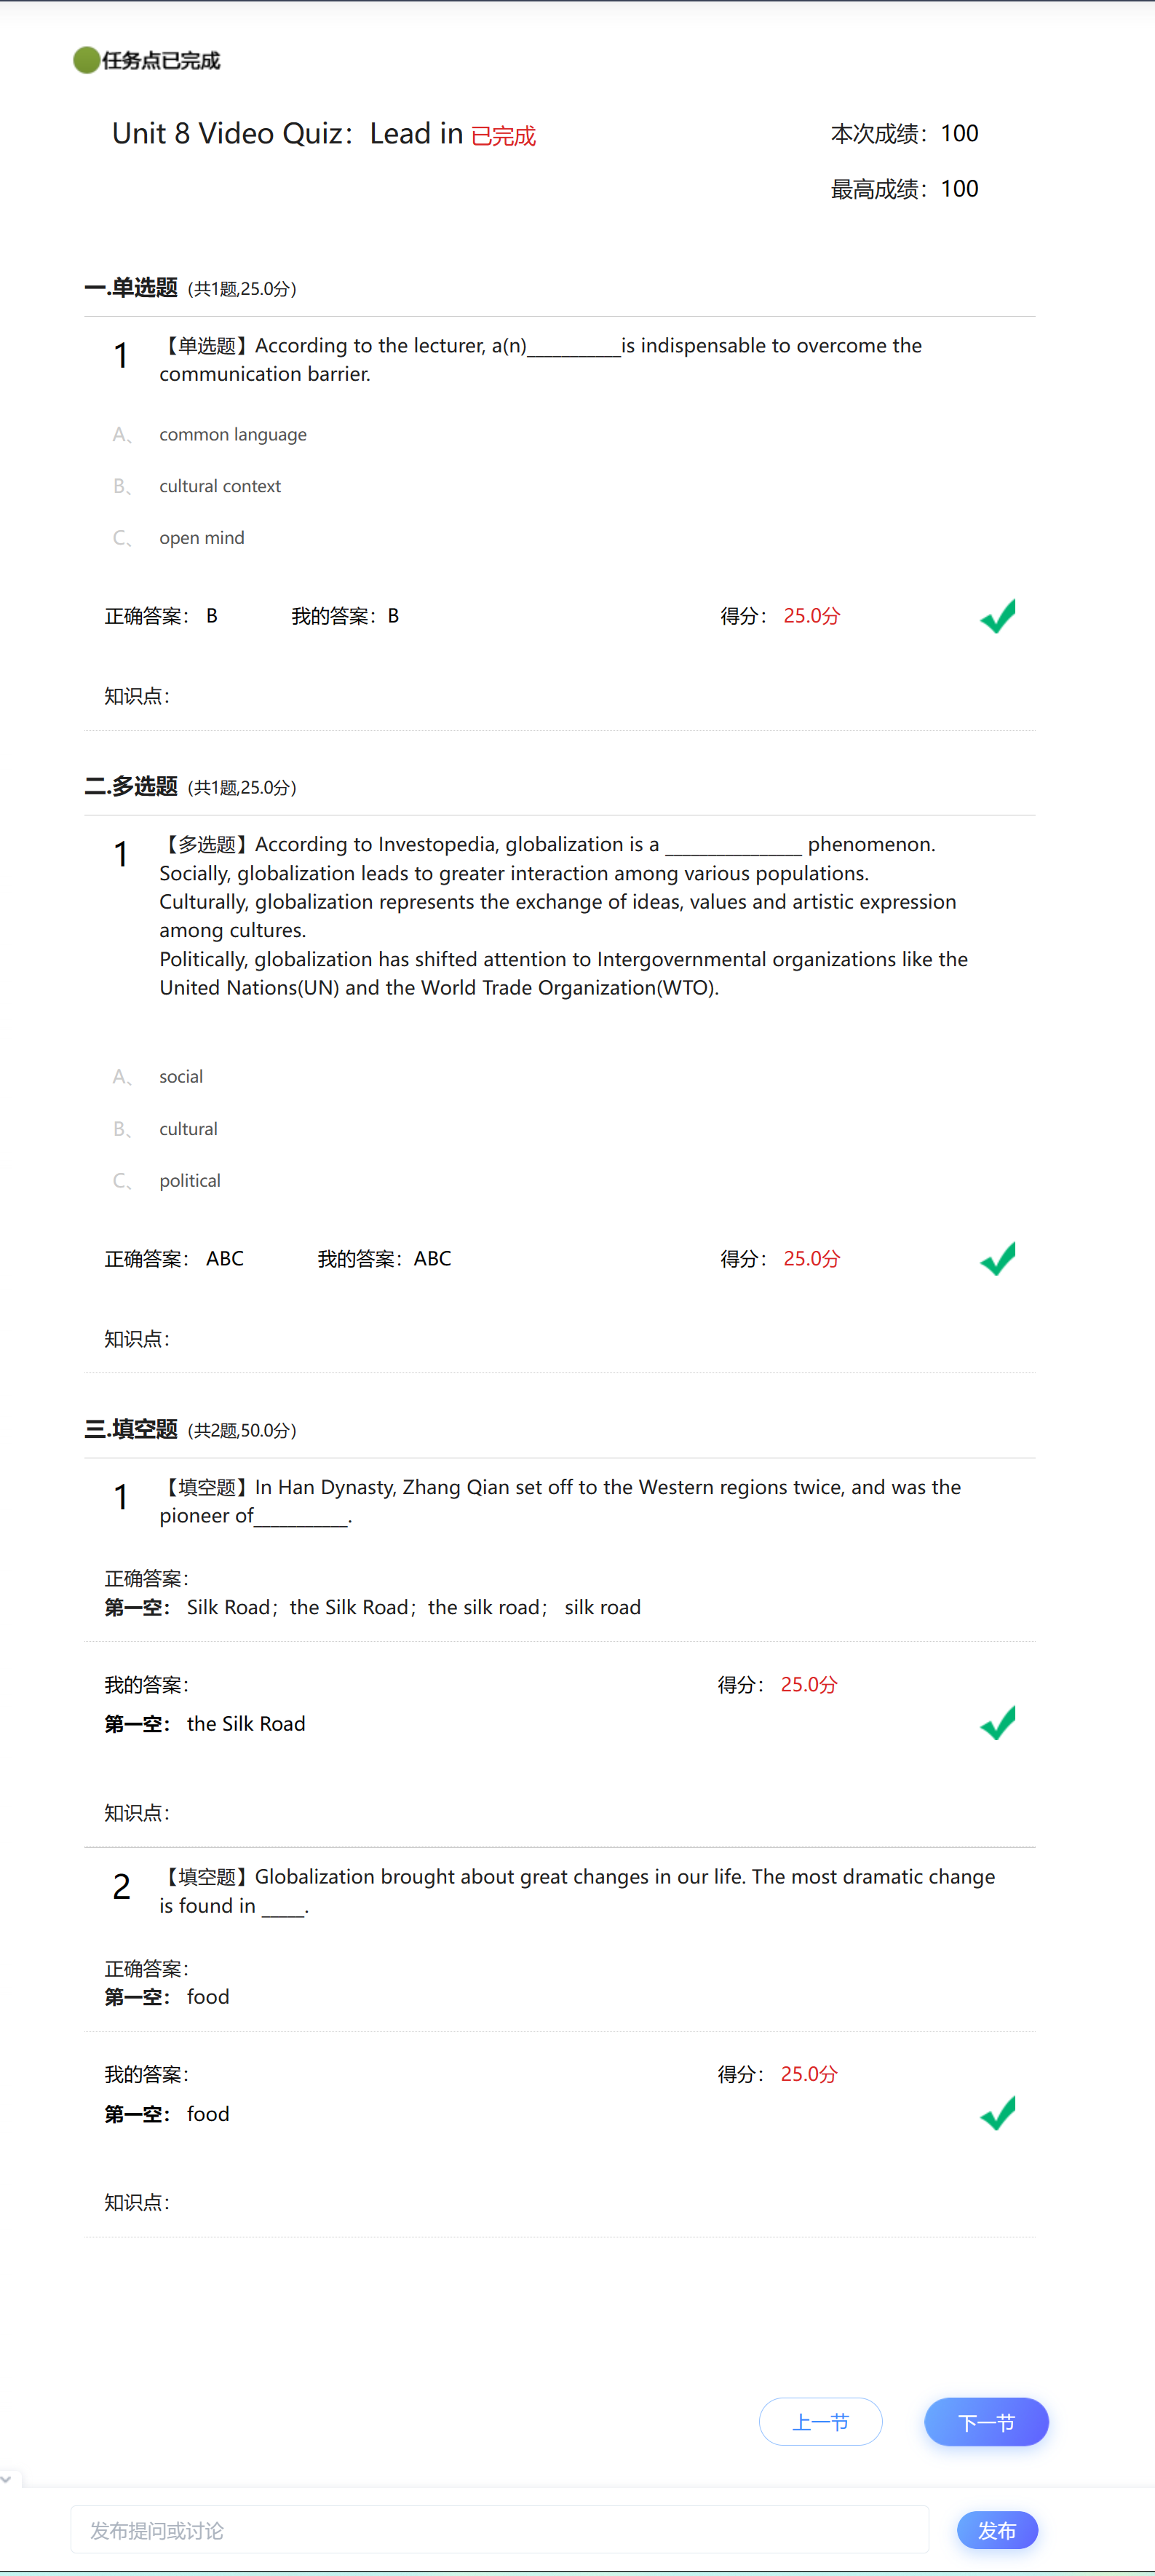 任务点已完成
Unit 8 Video Quiz：Lead in 已完成
本次成绩：100
最高成绩：100
一.单选题（共1题,25.0分）
1 【单选题】According to the lecturer, a(n)___________is indispensable to overcome the
communication barrier.
A、 common language
B、 cultural context
C、 open mind
正确答案： B 我的答案：B 得分： 25.0分
知识点：
二.多选题（共1题,25.0分）
1 【多选题】According to Investopedia, globalization is a ________________ phenomenon.
Socially, globalization leads to greater interaction among various populations.
Culturally, globalization represents the exchange of ideas, values and artistic expression
among cultures.
Politically, globalization has shifted attention to Intergovernmental organizations like the
United Nations(UN) and the World Trade Organization(WTO).
A、 social
B、 cultural
C、 political
正确答案： ABC 我的答案：ABC 得分： 25.0分
知识点：
三.填空题（共2题,50.0分）
1 【填空题】In Han Dynasty, Zhang Qian set off to the Western regions twice, and was the
pioneer of___________.
正确答案：
第一空： Silk Road；the Silk Road；the silk road； silk road
我的答案： 得分： 25.0分
第一空： the Silk Road
知识点：
2 【填空题】Globalization brought about great changes in our life. The most dramatic change
is found in _____.
正确答案：
第一空： food
我的答案： 得分： 25.0分
第一空： food
知识点：
上一节 下一节
发布提问或讨论 发布